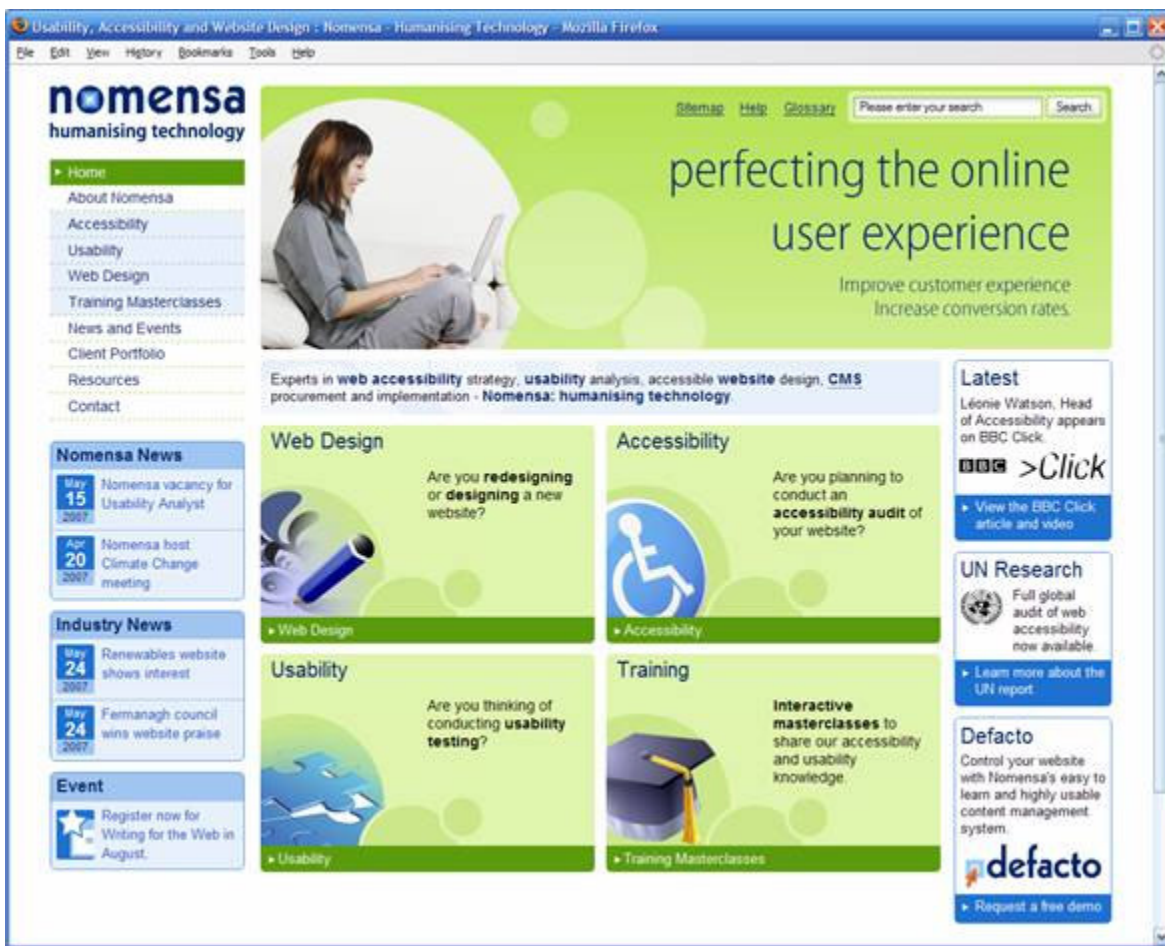 Usability, Accessibility and Website Design : Nomensa - Humanising Technology - Mozilla Firefox
File Edit View History Bookmarks Tools Help
nomensa
humanising technology
Sitemap Help Glossary Please enter your search Search
perfecting the online
user experience
Improve customer experience
Increase conversion rates.
Home
About Nomensa
Accessibility
Usability
Web Design
Training Masterclasses
News and Events
Client Portfolio
Resources
Contact
Nomensa News
May
15
2007
Nomensa vacancy for
Usability Analyst
Apr
20
2007
Nomensa host
Climate Change
meeting
Industry News
May
24
2007
Renewables website
shows interest
May
24
2007
Fermanagh council
wins website praise
Event
Register now for
Writing for the Web in
August.
Experts in web accessibility strategy, usability analysis, accessible website design, CMS
procurement and implementation - Nomensa: humanising technology.
Web Design
Are you redesigning
or designing a new
website?
Web Design
Accessibility
Are you planning to
conduct an
accessibility audit of
your website?
Accessibility
Usability
Are you thinking of
conducting usability
testing?
Usability
Training
Interactive
masterclasses to
share our accessibility
and usability
knowledge.
Training Masterclasses
Latest
Léonie Watson, Head
of Accessibility appears
on BBC Click.
BBC >Click
View the BBC Click
article and video
UN Research
Full global
audit of web
accessibility
now available.
Learn more about the
UN report
Defacto
Control your website
with Nomensa's easy to
learn and highly usable
content management
system.
defacto
Request a free demo